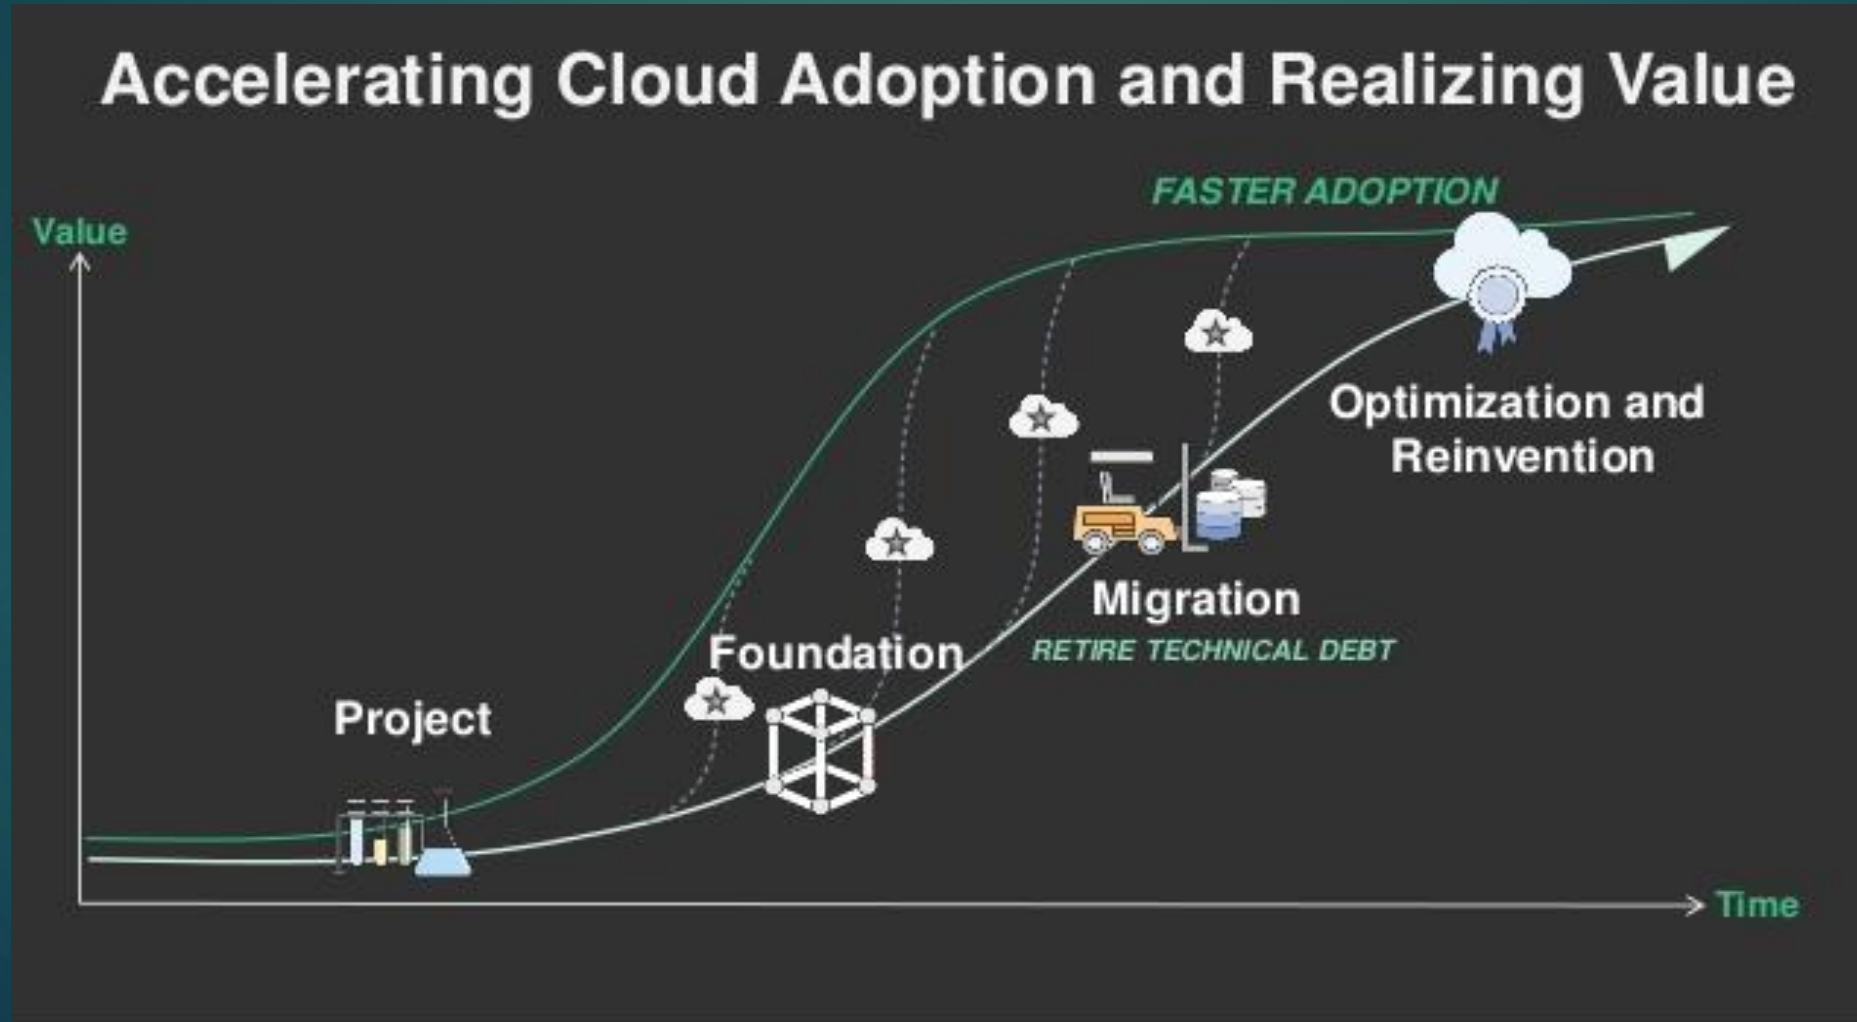 Accelerating Cloud Adoption and Realizing Value
FASTER ADOPTION
Value
Optimization and
Reinvention
Migration
RETIRE TECHNICAL DEBT
Foundation
Project
Time